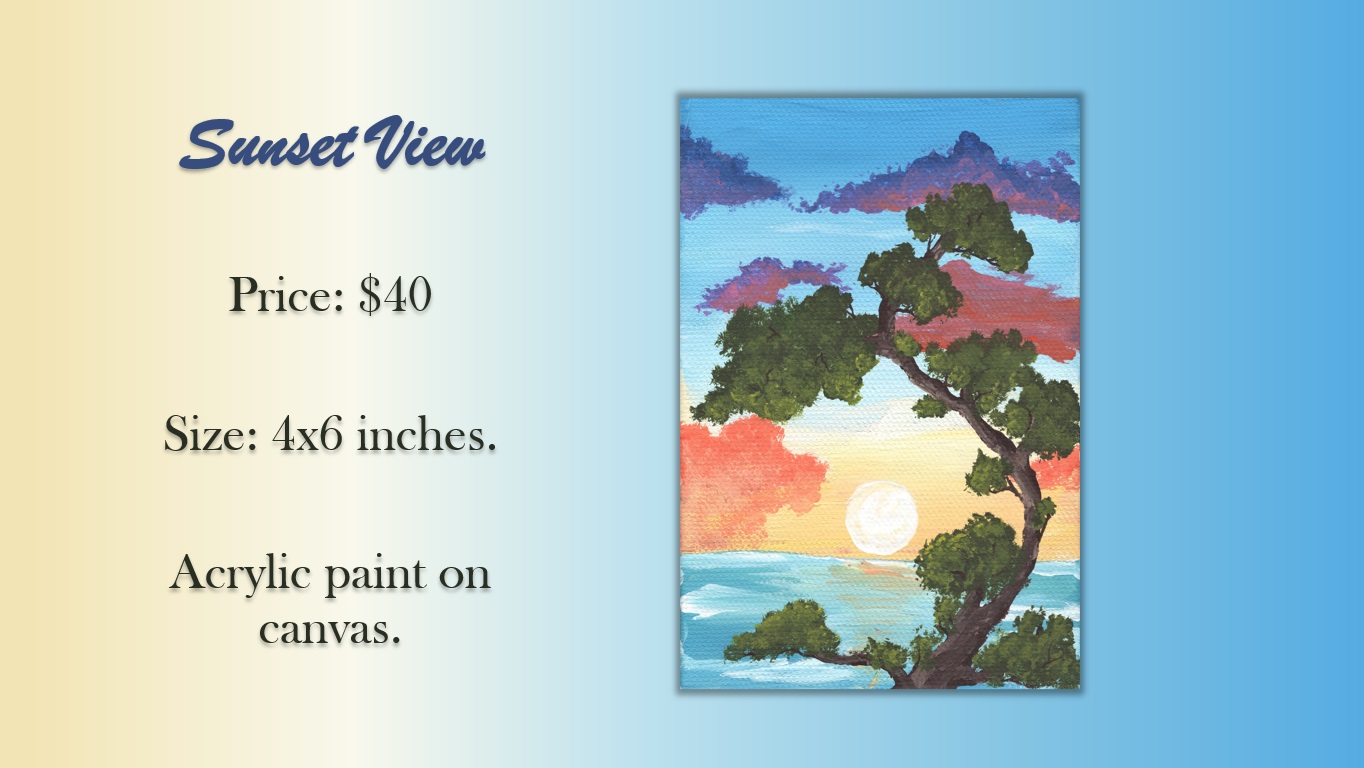 Sunset View
Price: $40
Size: 4x6 inches.
Acrylic paint on
canvas.